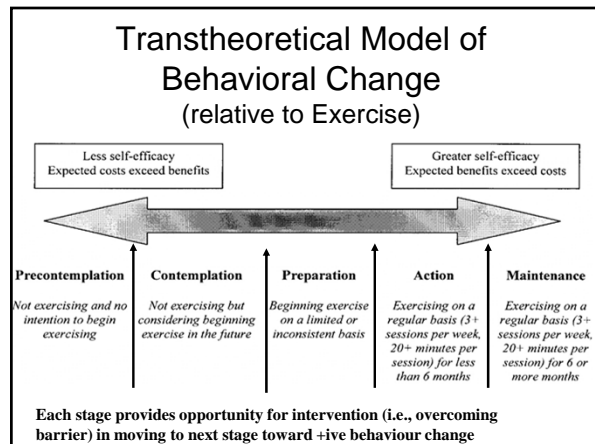 Transtheoretical Model of
Behavioral Change
(relative to Exercise)
Less self-efficacy
Expected costs exceed benefits
Greater self-efficacy
Expected benefits exceed costs
Precontemplation
Not exercising and no
intention to begin
exercising
Contemplation
Not exercising but
considering beginning
exercise in the future
Preparation
Beginning exercise
on a limited or
inconsistent basis
Action
Exercising on a
regular basis (3+
sessions per week,
20+ minutes per
session) for less
than 6 months
Maintenance
Exercising on a
regular basis (3+
sessions per week,
20+ minutes per
session) for 6 or
more months
Each stage provides opportunity for intervention (i.e., overcoming
barrier) in moving to next stage toward +ive behaviour change